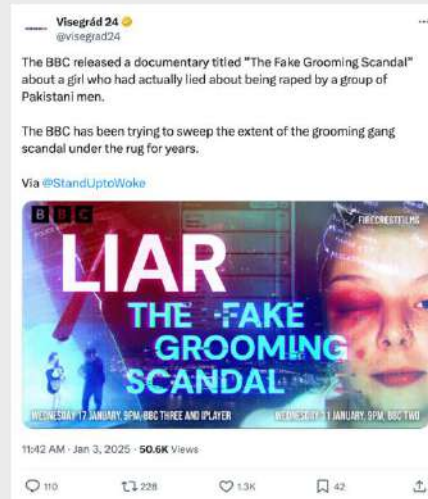 Visegrád 24
@visegrad24
The BBC released a documentary titled "The Fake Grooming Scandal"
about a girl who had actually lied about being raped by a group of
Pakistani men.
The BBC has been trying to sweep the extent of the grooming gang
scandal under the rug for years.
Via @StandUptoWoke
BBC
FIRECRESTFILMS
LIAR
THE FAKE
GROOMING
SCANDAL
WEDNESDAY 17 JANUARY, 9PM, BBC THREE AND IPLAYER
WEDNESDAY 11 JANUARY, 9PM, BBC TWO
11:42 AM · Jan 3, 2025 · 50.6K Views
110 228 1.3K 42